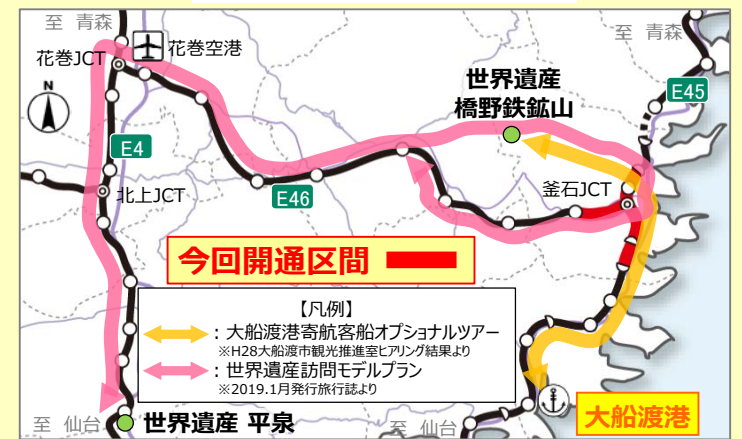 至 青森
至 青森
花巻JCT
花巻空港
世界遺産
橋野鉄鉱山
E45
N
E4
北上JCT
E46
釜石JCT
今回開通区間
【凡例】
：大船渡港寄航客船オプショナルツアー
※H28大船渡市観光推進室ヒアリング結果より
：世界遺産訪問モデルプラン
※2019.1月発行旅行誌より
至 仙台
世界遺産 平泉
至 仙台
大船渡港